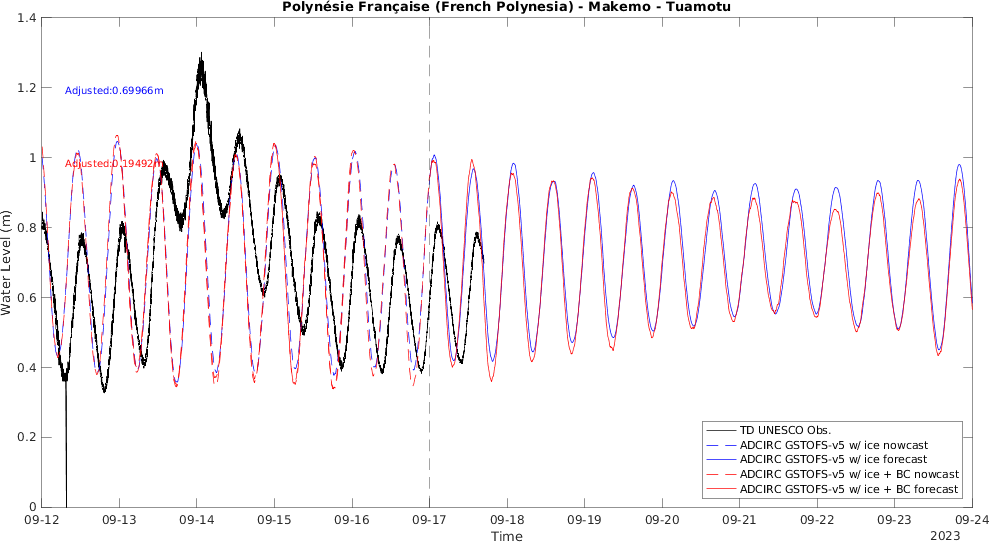 Polynésie Française (French Polynesia) - Makemo - Tuamotu
1.4
1.2
1
0.8
0.6
0.4
0.2
0
Water Level (m)
Adjusted:0.69966m
Adjusted:0.19492m
TD UNESCO Obs.
ADCIRC GSTOFS-v5 w/ ice nowcast
ADCIRC GSTOFS-v5 w/ ice forecast
ADCIRC GSTOFS-v5 w/ ice + BC nowcast
ADCIRC GSTOFS-v5 w/ ice + BC forecast
09-12 09-13 09-14 09-15 09-16 09-17 09-18 09-19 09-20 09-21 09-22 09-23 09-24
Time
2023